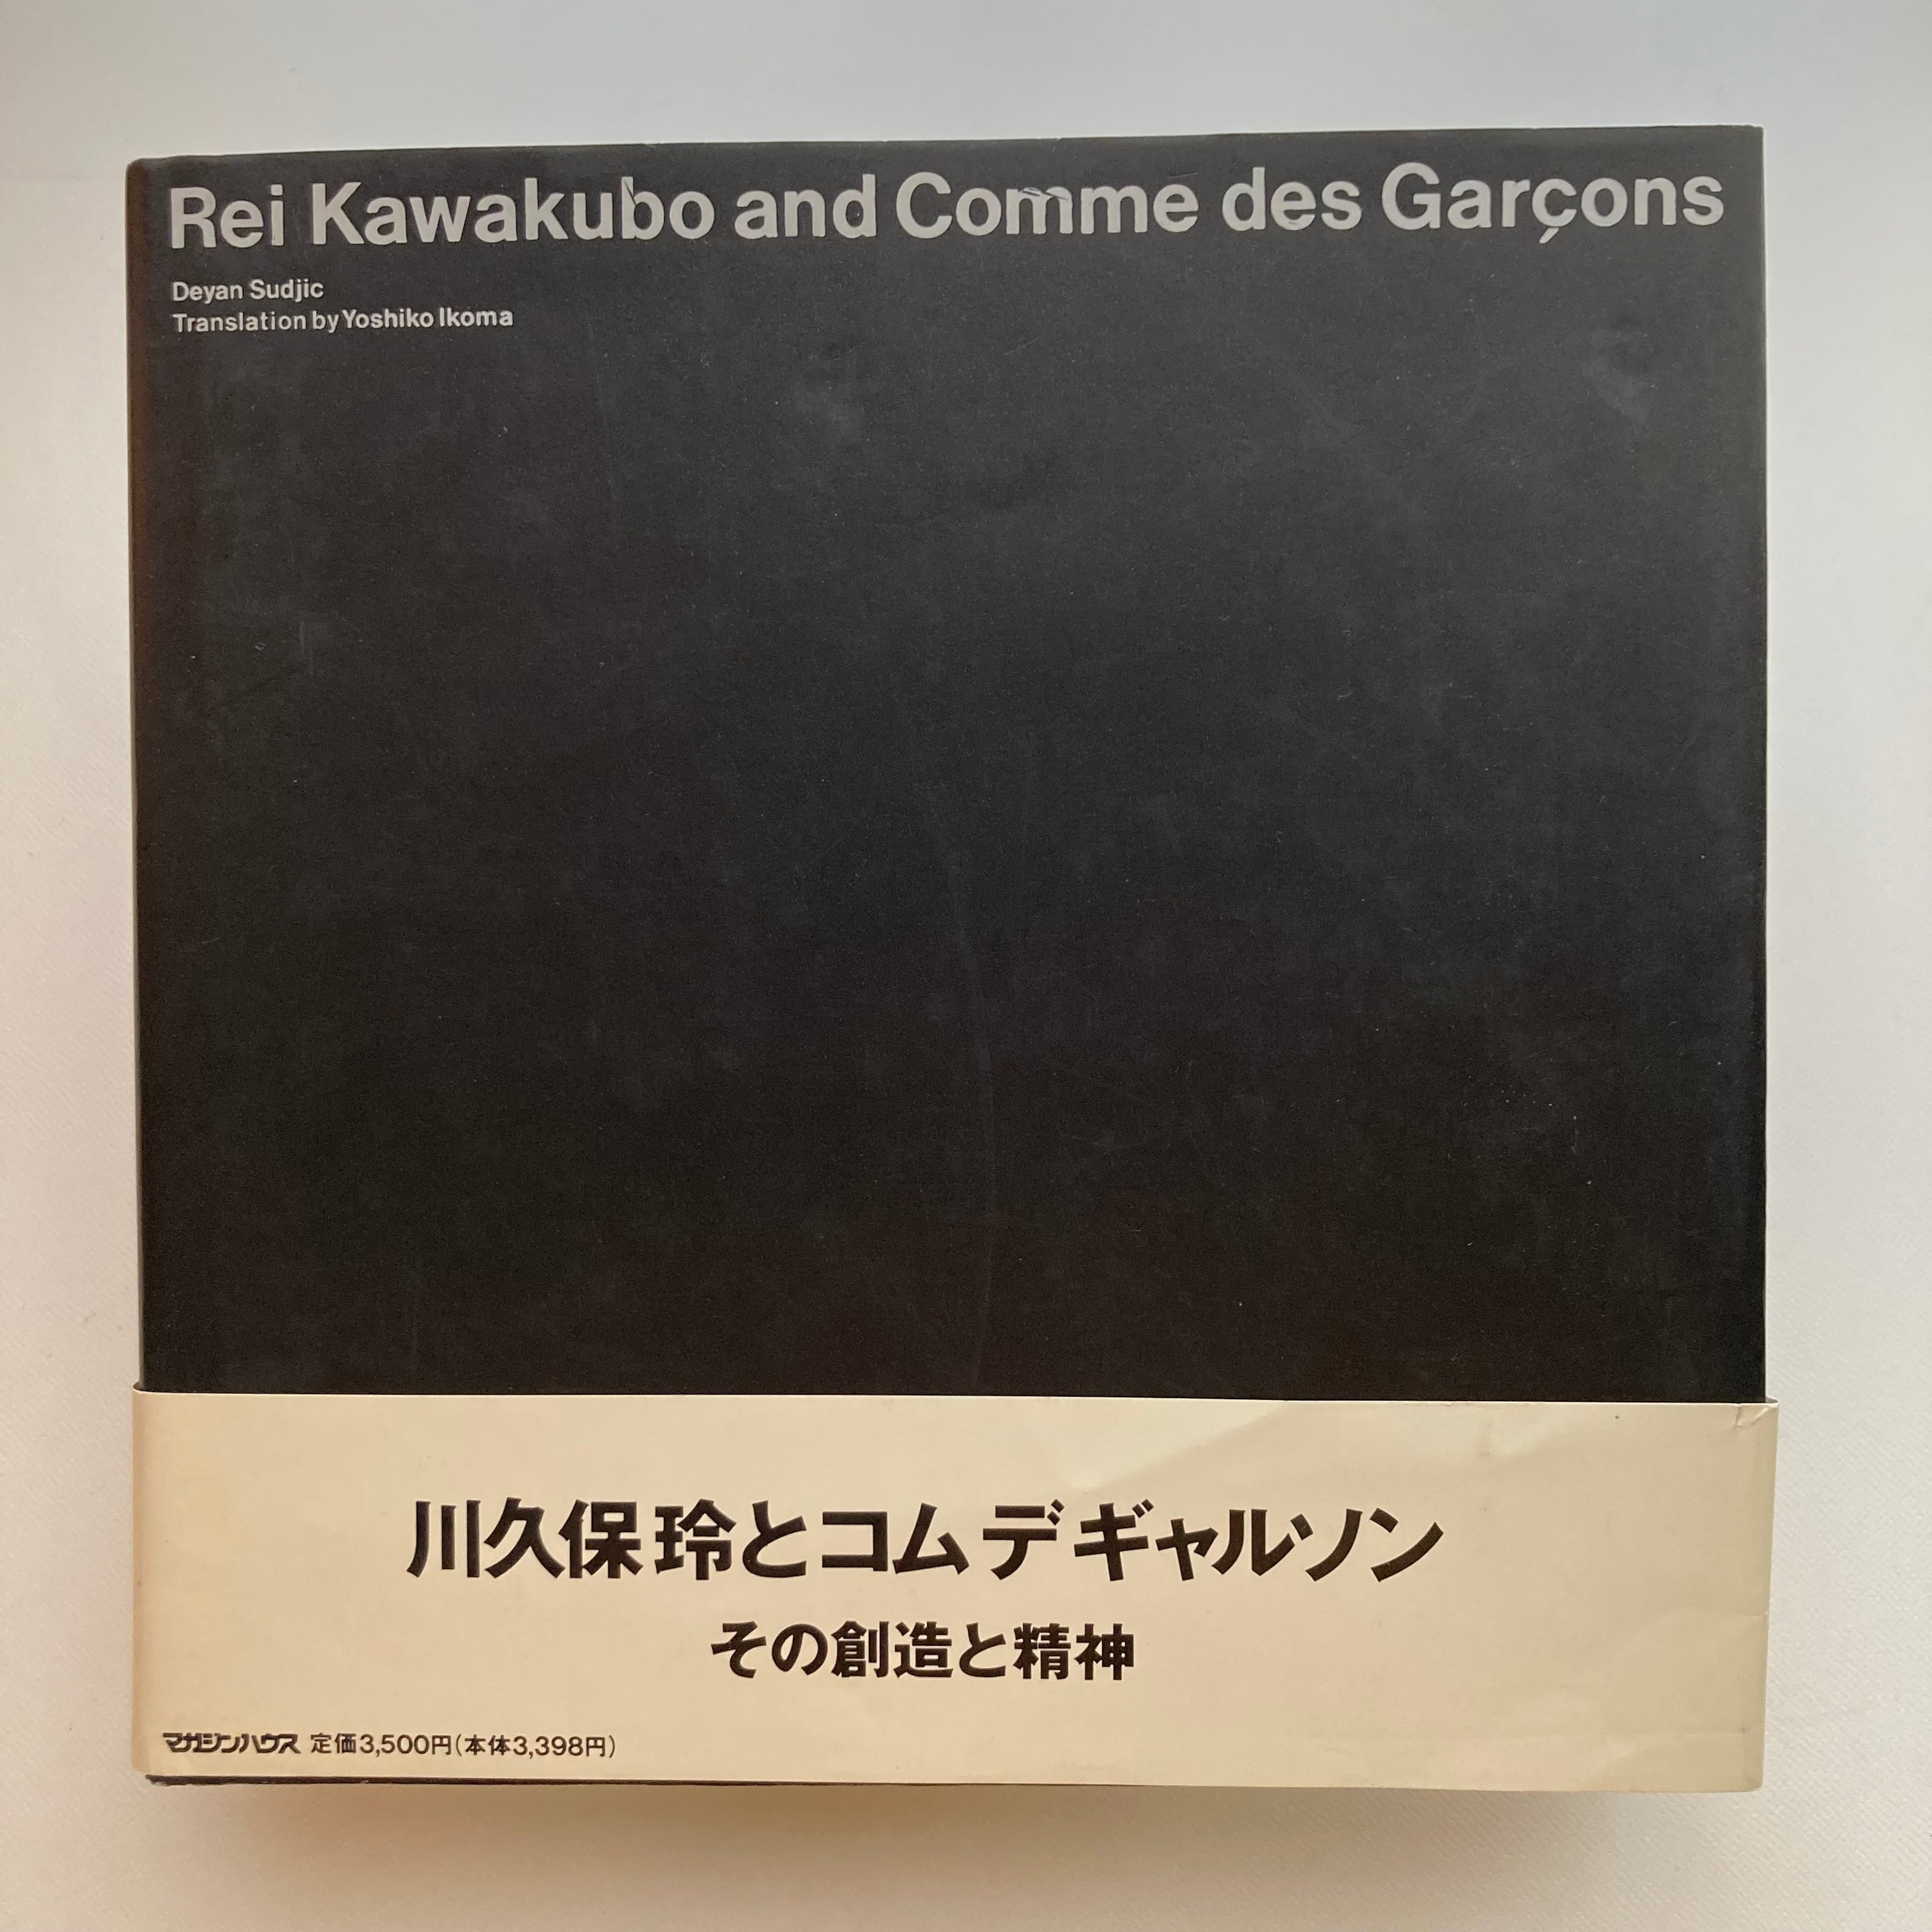 Rei Kawakubo and Comme des Garçons
Deyan Sudjic
Translation by Yoshiko Ikoma
川久保玲とコム デ ギャルソン
その創造と精神
マガジンハウス 定価3,500円(本体3,398円)